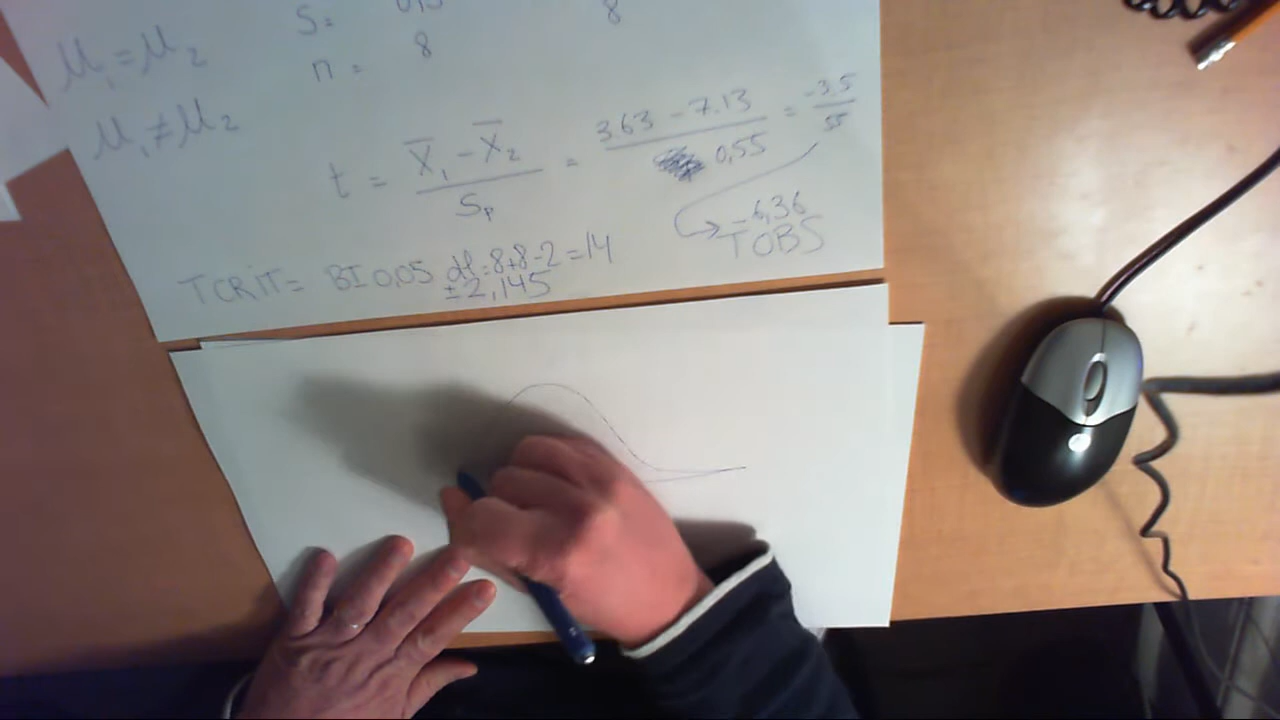 S=
8
μ₁ = μ₂
n = 8
μ₁ ≠ μ₂
t = X̄₁ - X̄₂ / Sₚ = 3.63 - 7.13 / 0,55 = -3.5 / 55
-6,36
TOBS
TCRIT= BI 0,05 df=8+8-2=14
±2,145